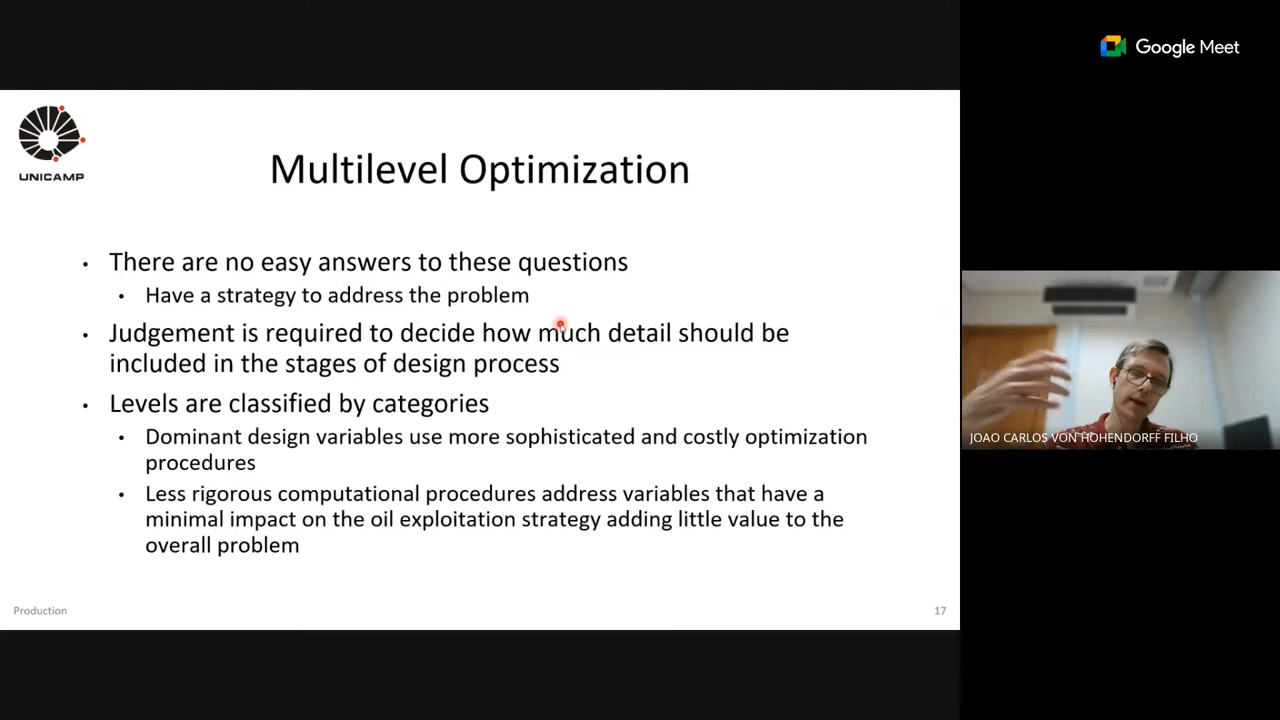 Google Meet
UNICAMP
Multilevel Optimization
• There are no easy answers to these questions
• Have a strategy to address the problem
• Judgement is required to decide how much detail should be
included in the stages of design process
• Levels are classified by categories
• Dominant design variables use more sophisticated and costly optimization
procedures
• Less rigorous computational procedures address variables that have a
minimal impact on the oil exploitation strategy adding little value to the
overall problem
JOAO CARLOS VON HOHENDORFF FILHO
Production
17